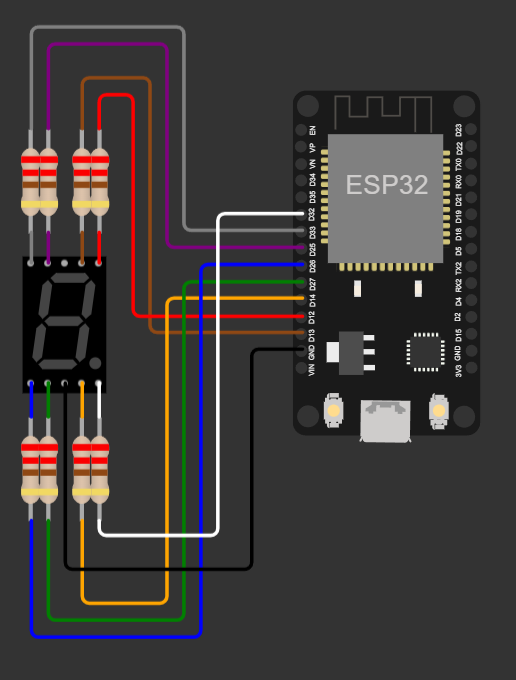 EN
VP
VN
D34
D35
D32
D33
D25
D26
D27
D14
D12
D13
GND
VIN
ESP32
D23
D22
TX0
RX0
D21
D19
D18
D5
TX2
RX2
D4
D2
D15
GND
3V3